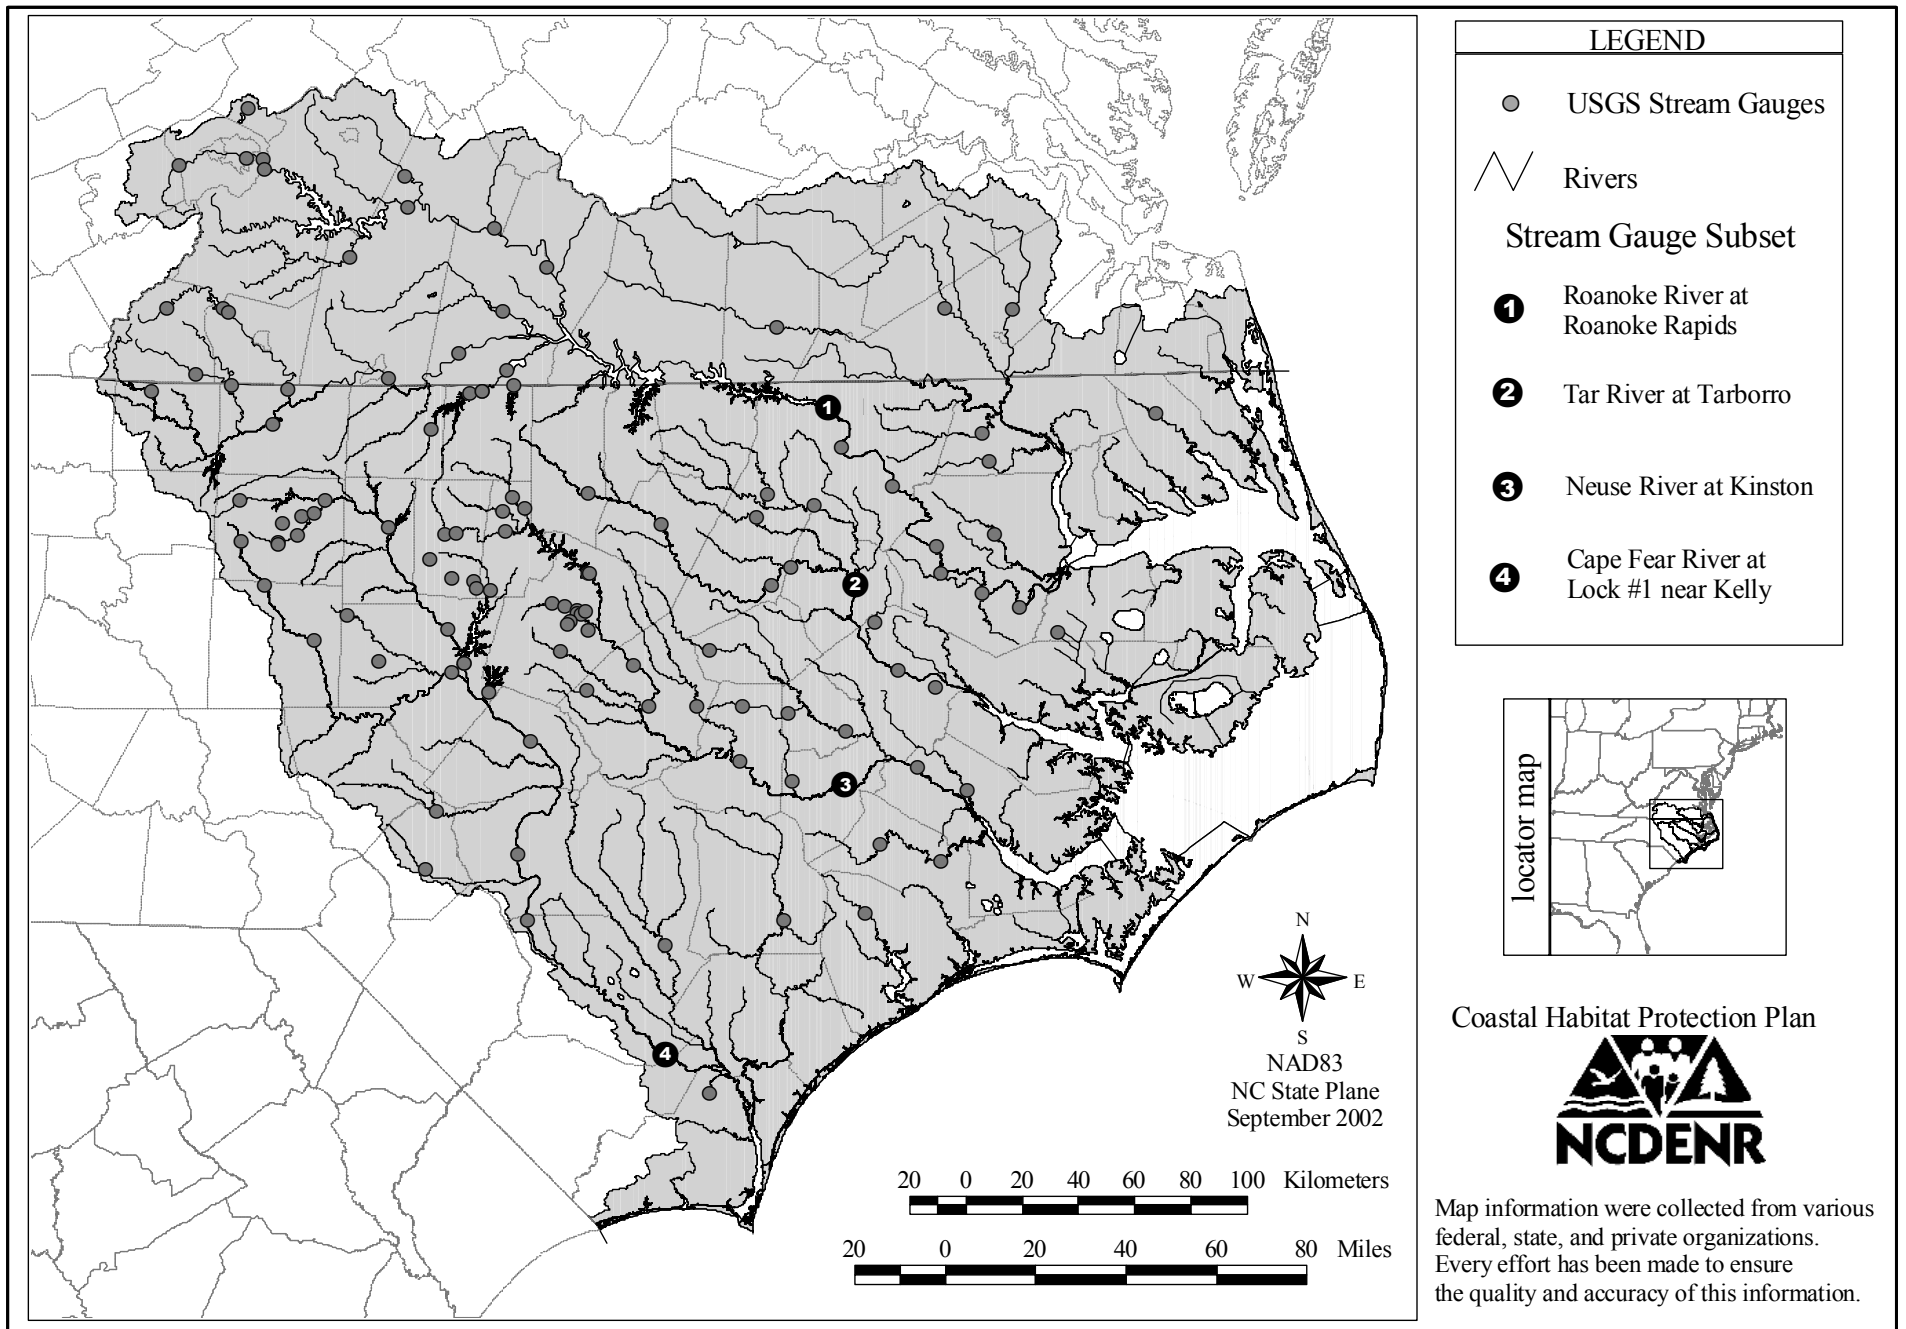 LEGEND
USGS Stream Gauges
Rivers
Stream Gauge Subset
1
Roanoke River at
Roanoke Rapids
2
Tar River at Tarborro
3
Neuse River at Kinston
4
Cape Fear River at
Lock #1 near Kelly
1
2
3
4
locator map
N
W
E
S
NAD83
NC State Plane
September 2002
20 0 20 40 60 80 100 Kilometers
20 0 20 40 60 80 Miles
Coastal Habitat Protection Plan
NCDENR
Map information were collected from various
federal, state, and private organizations.
Every effort has been made to ensure
the quality and accuracy of this information.